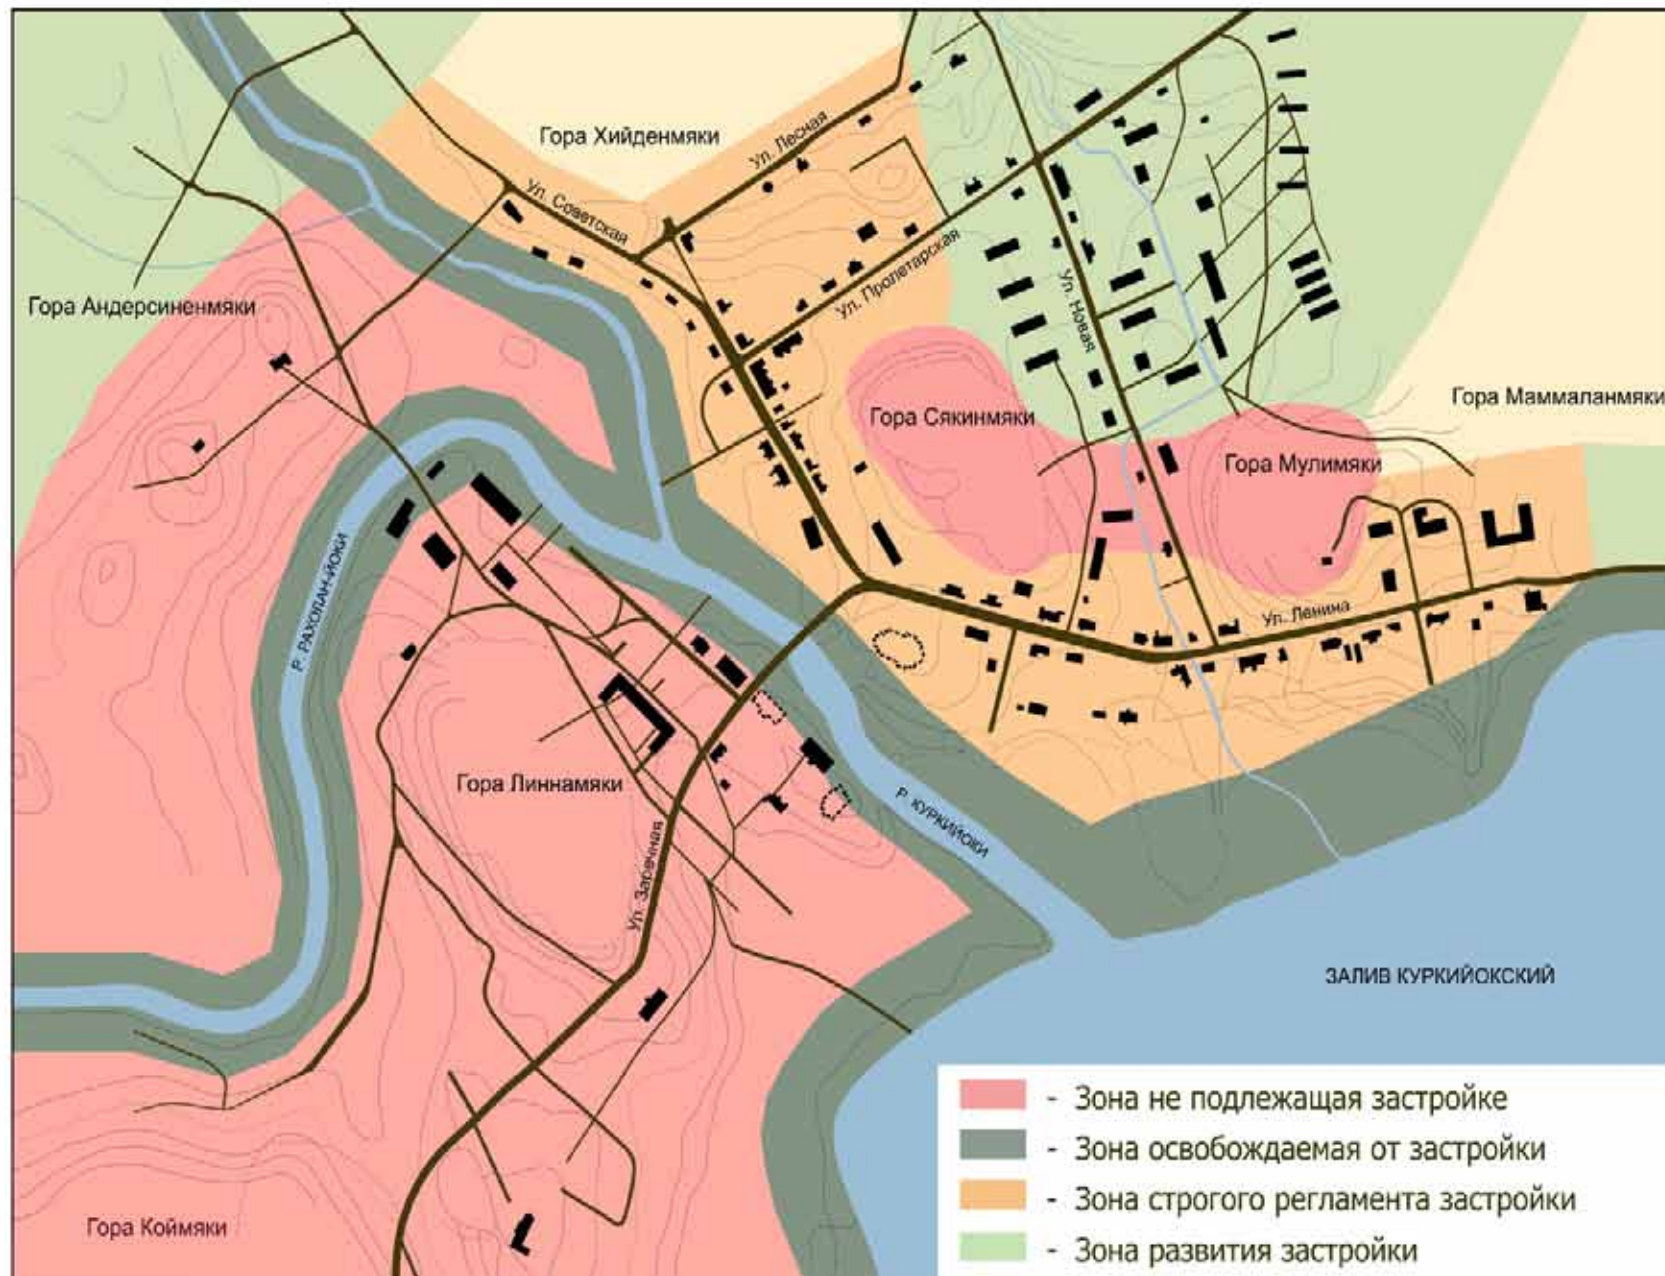 Гора Хийденмяки
Ул. Лесная
Ул. Советская
Ул. Пролетарская
Гора Андерсиненмяки
Ул. Новая
Гора Сякинмяки
Гора Маммаланмяки
Гора Мулимяки
Р. РАХОЛАН-ЙОКИ
Ул. Ленина
Гора Линнамяки
Р. КУРКИЙОКИ
Ул. Заречная
ЗАЛИВ КУРКИЙОКСКИЙ
Гора Коймяки
- Зона не подлежащая застройке
- Зона освобождаемая от застройки
- Зона строгого регламента застройки
- Зона развития застройки